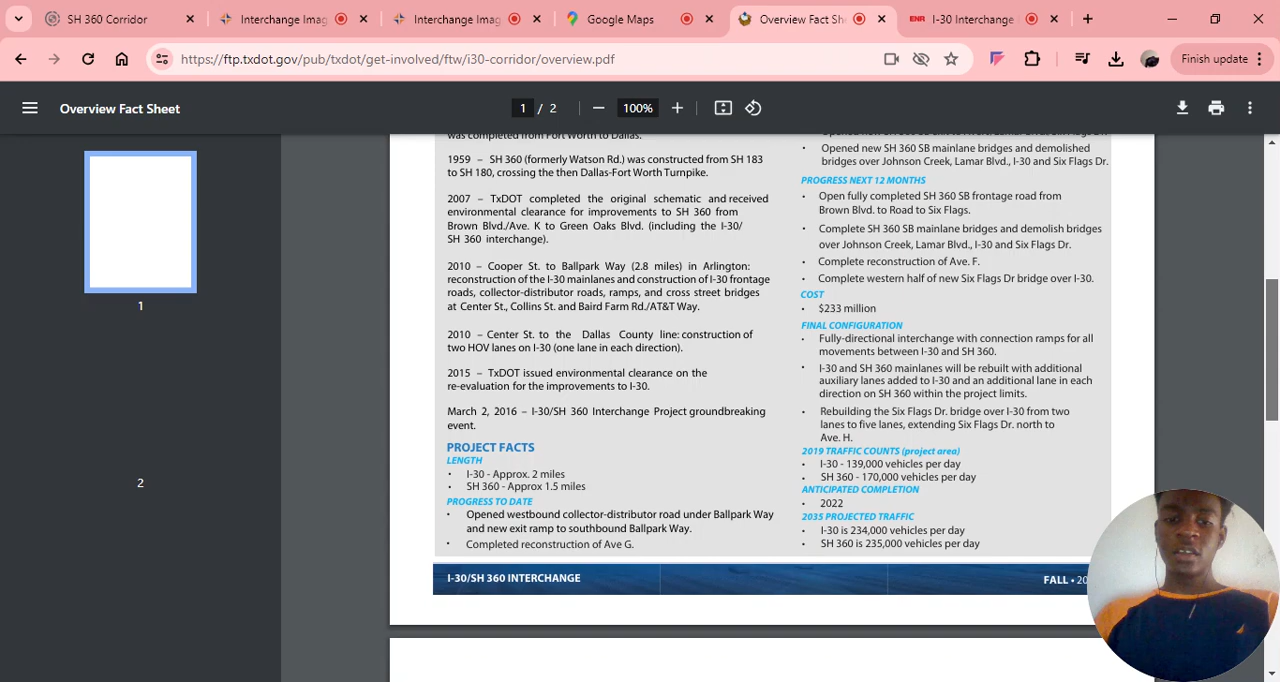 SH 360 Corridor
Interchange Imag
Interchange Imag
Google Maps
Overview Fact Sh
ENR I-30 Interchange
https://ftp.txdot.gov/pub/txdot/get-involved/ftw/i30-corridor/overview.pdf
Finish update
Overview Fact Sheet
1 / 2
100%
1
2
was completed from Fort Worth to Dallas.
1959 – SH 360 (formerly Watson Rd.) was constructed from SH 183
to SH 180, crossing the then Dallas-Fort Worth Turnpike.
2007 – TxDOT completed the original schematic and received
environmental clearance for improvements to SH 360 from
Brown Blvd./Ave. K to Green Oaks Blvd. (including the I-30/
SH 360 interchange).
2010 – Cooper St. to Ballpark Way (2.8 miles) in Arlington:
reconstruction of the I-30 mainlanes and construction of I-30 frontage
roads, collector-distributor roads, ramps, and cross street bridges
at Center St., Collins St. and Baird Farm Rd./AT&T Way.
2010 – Center St. to the Dallas County line: construction of
two HOV lanes on I-30 (one lane in each direction).
2015 – TxDOT issued environmental clearance on the
re-evaluation for the improvements to I-30.
March 2, 2016 – I-30/SH 360 Interchange Project groundbreaking
event.
PROJECT FACTS
LENGTH
• I-30 - Approx. 2 miles
• SH 360 - Approx 1.5 miles
PROGRESS TO DATE
• Opened westbound collector-distributor road under Ballpark Way
and new exit ramp to southbound Ballpark Way.
• Completed reconstruction of Ave G.
• Opened new SH 360 SB mainlane bridges and demolished
bridges over Johnson Creek, Lamar Blvd., I-30 and Six Flags Dr.
PROGRESS NEXT 12 MONTHS
• Open fully completed SH 360 SB frontage road from
Brown Blvd. to Road to Six Flags.
• Complete SH 360 SB mainlane bridges and demolish bridges
over Johnson Creek, Lamar Blvd., I-30 and Six Flags Dr.
• Complete reconstruction of Ave. F.
• Complete western half of new Six Flags Dr bridge over I-30.
COST
• $233 million
FINAL CONFIGURATION
• Fully-directional interchange with connection ramps for all
movements between I-30 and SH 360.
• I-30 and SH 360 mainlanes will be rebuilt with additional
auxiliary lanes added to I-30 and an additional lane in each
direction on SH 360 within the project limits.
• Rebuilding the Six Flags Dr. bridge over I-30 from two
lanes to five lanes, extending Six Flags Dr. north to
Ave. H.
2019 TRAFFIC COUNTS (project area)
• I-30 - 139,000 vehicles per day
• SH 360 - 170,000 vehicles per day
ANTICIPATED COMPLETION
• 2022
2035 PROJECTED TRAFFIC
• I-30 is 234,000 vehicles per day
• SH 360 is 235,000 vehicles per day
I-30/SH 360 INTERCHANGE
FALL • 20